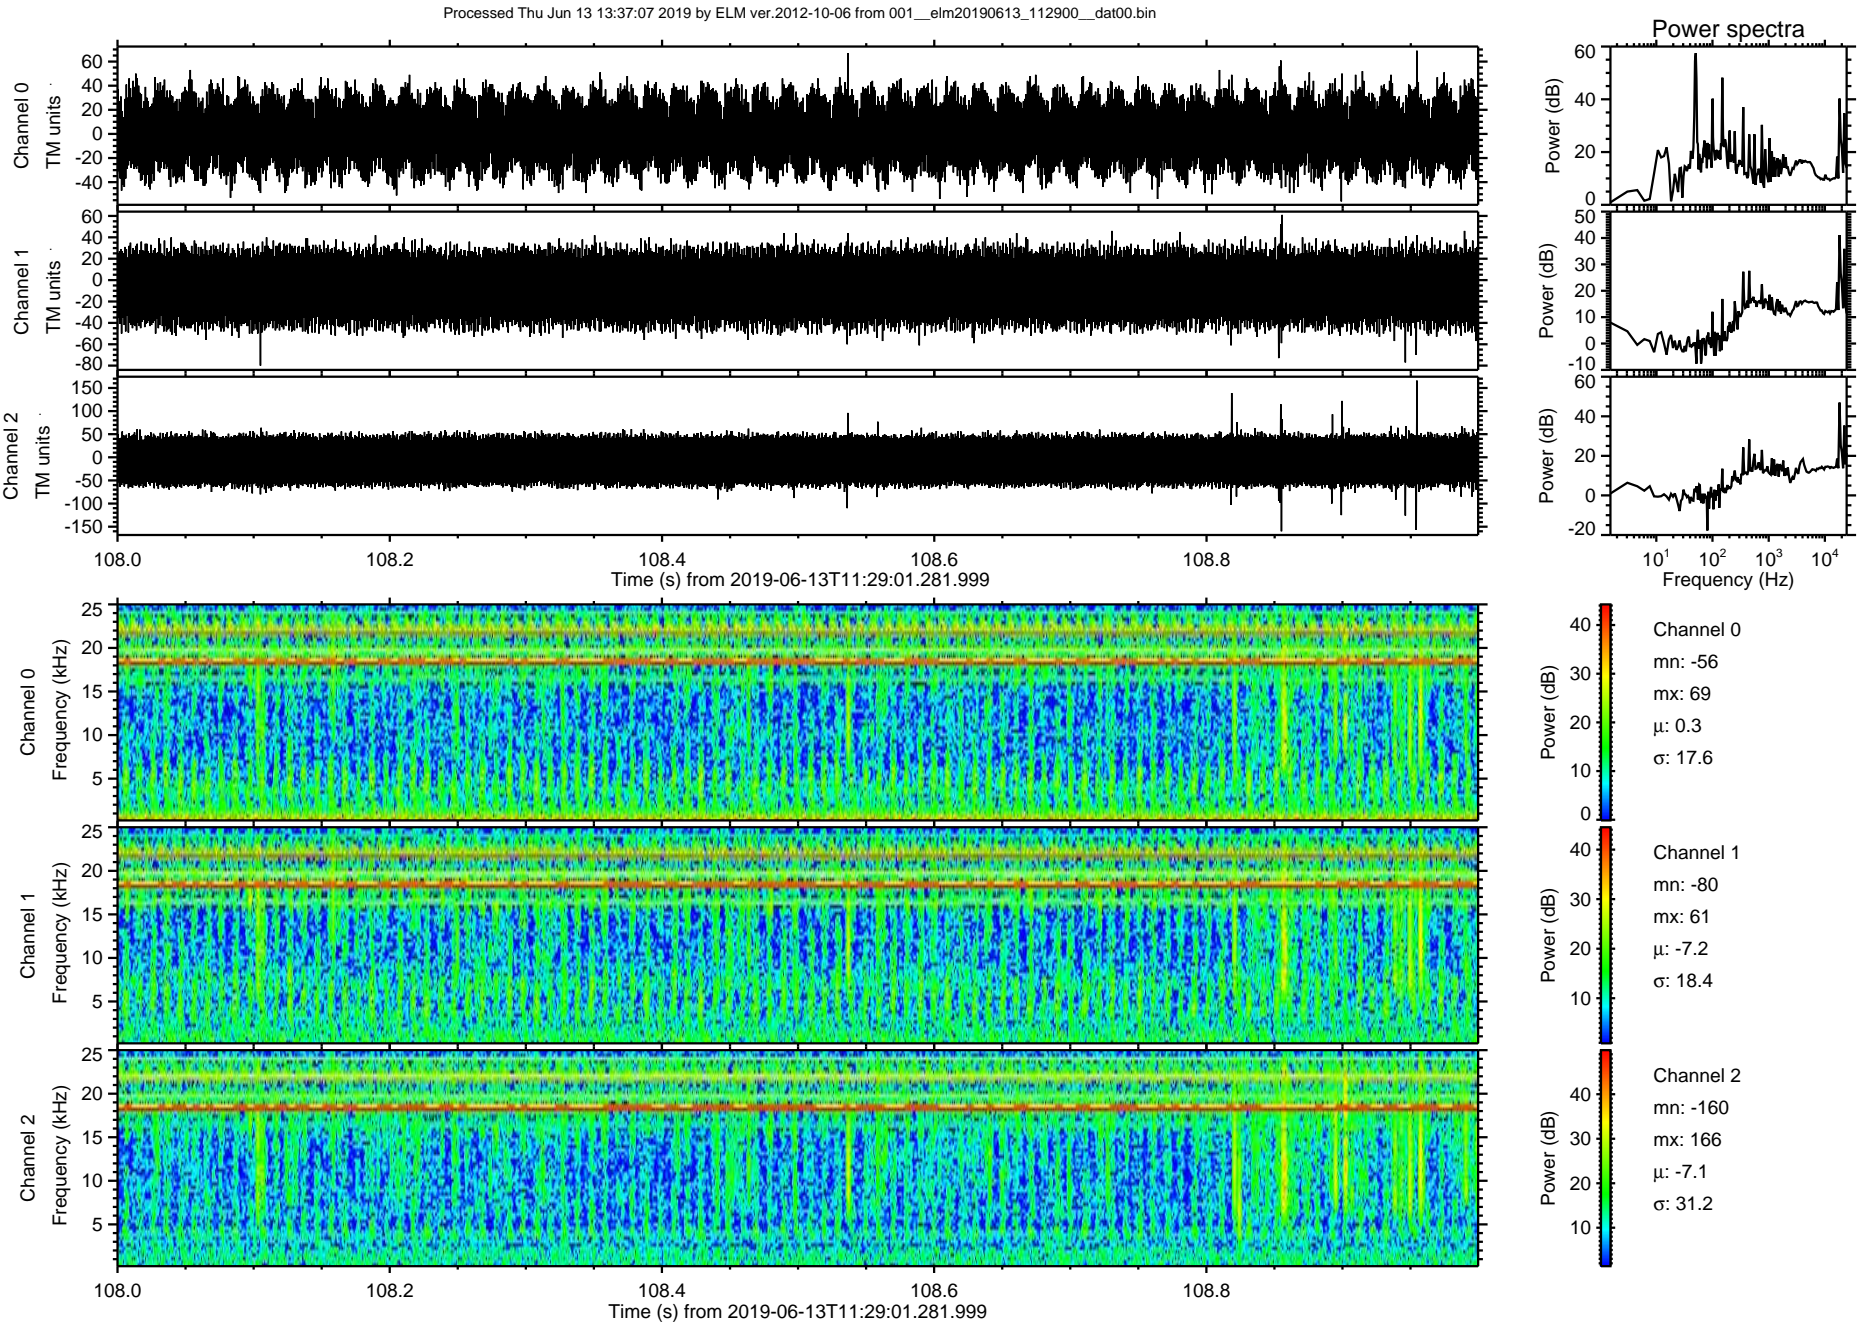 Processed Thu Jun 13 13:37:07 2019 by ELM ver.2012-10-06 from 001__elm20190613_112900__dat00.bin
Power spectra
Channel 0
TM units
60
40
20
0
-20
-40
Power (dB)
60
40
20
0
Channel 1
TM units
60
40
20
0
-20
-40
-60
-80
Power (dB)
50
40
30
20
10
0
-10
Channel 2
TM units
150
100
50
0
-50
-100
-150
Power (dB)
60
40
20
0
-20
108.0 108.2 108.4 108.6 108.8
Time (s) from 2019-06-13T11:29:01.281.999
10¹ 10² 10³ 10⁴
Frequency (Hz)
Channel 0
Frequency (kHz)
25
20
15
10
5
Power (dB)
40
30
20
10
0
Channel 0
mn: -56
mx: 69
μ: 0.3
σ: 17.6
Channel 1
Frequency (kHz)
25
20
15
10
5
Power (dB)
40
30
20
10
Channel 1
mn: -80
mx: 61
μ: -7.2
σ: 18.4
Channel 2
Frequency (kHz)
25
20
15
10
5
Power (dB)
40
30
20
10
Channel 2
mn: -160
mx: 166
μ: -7.1
σ: 31.2
108.0 108.2 108.4 108.6 108.8
Time (s) from 2019-06-13T11:29:01.281.999